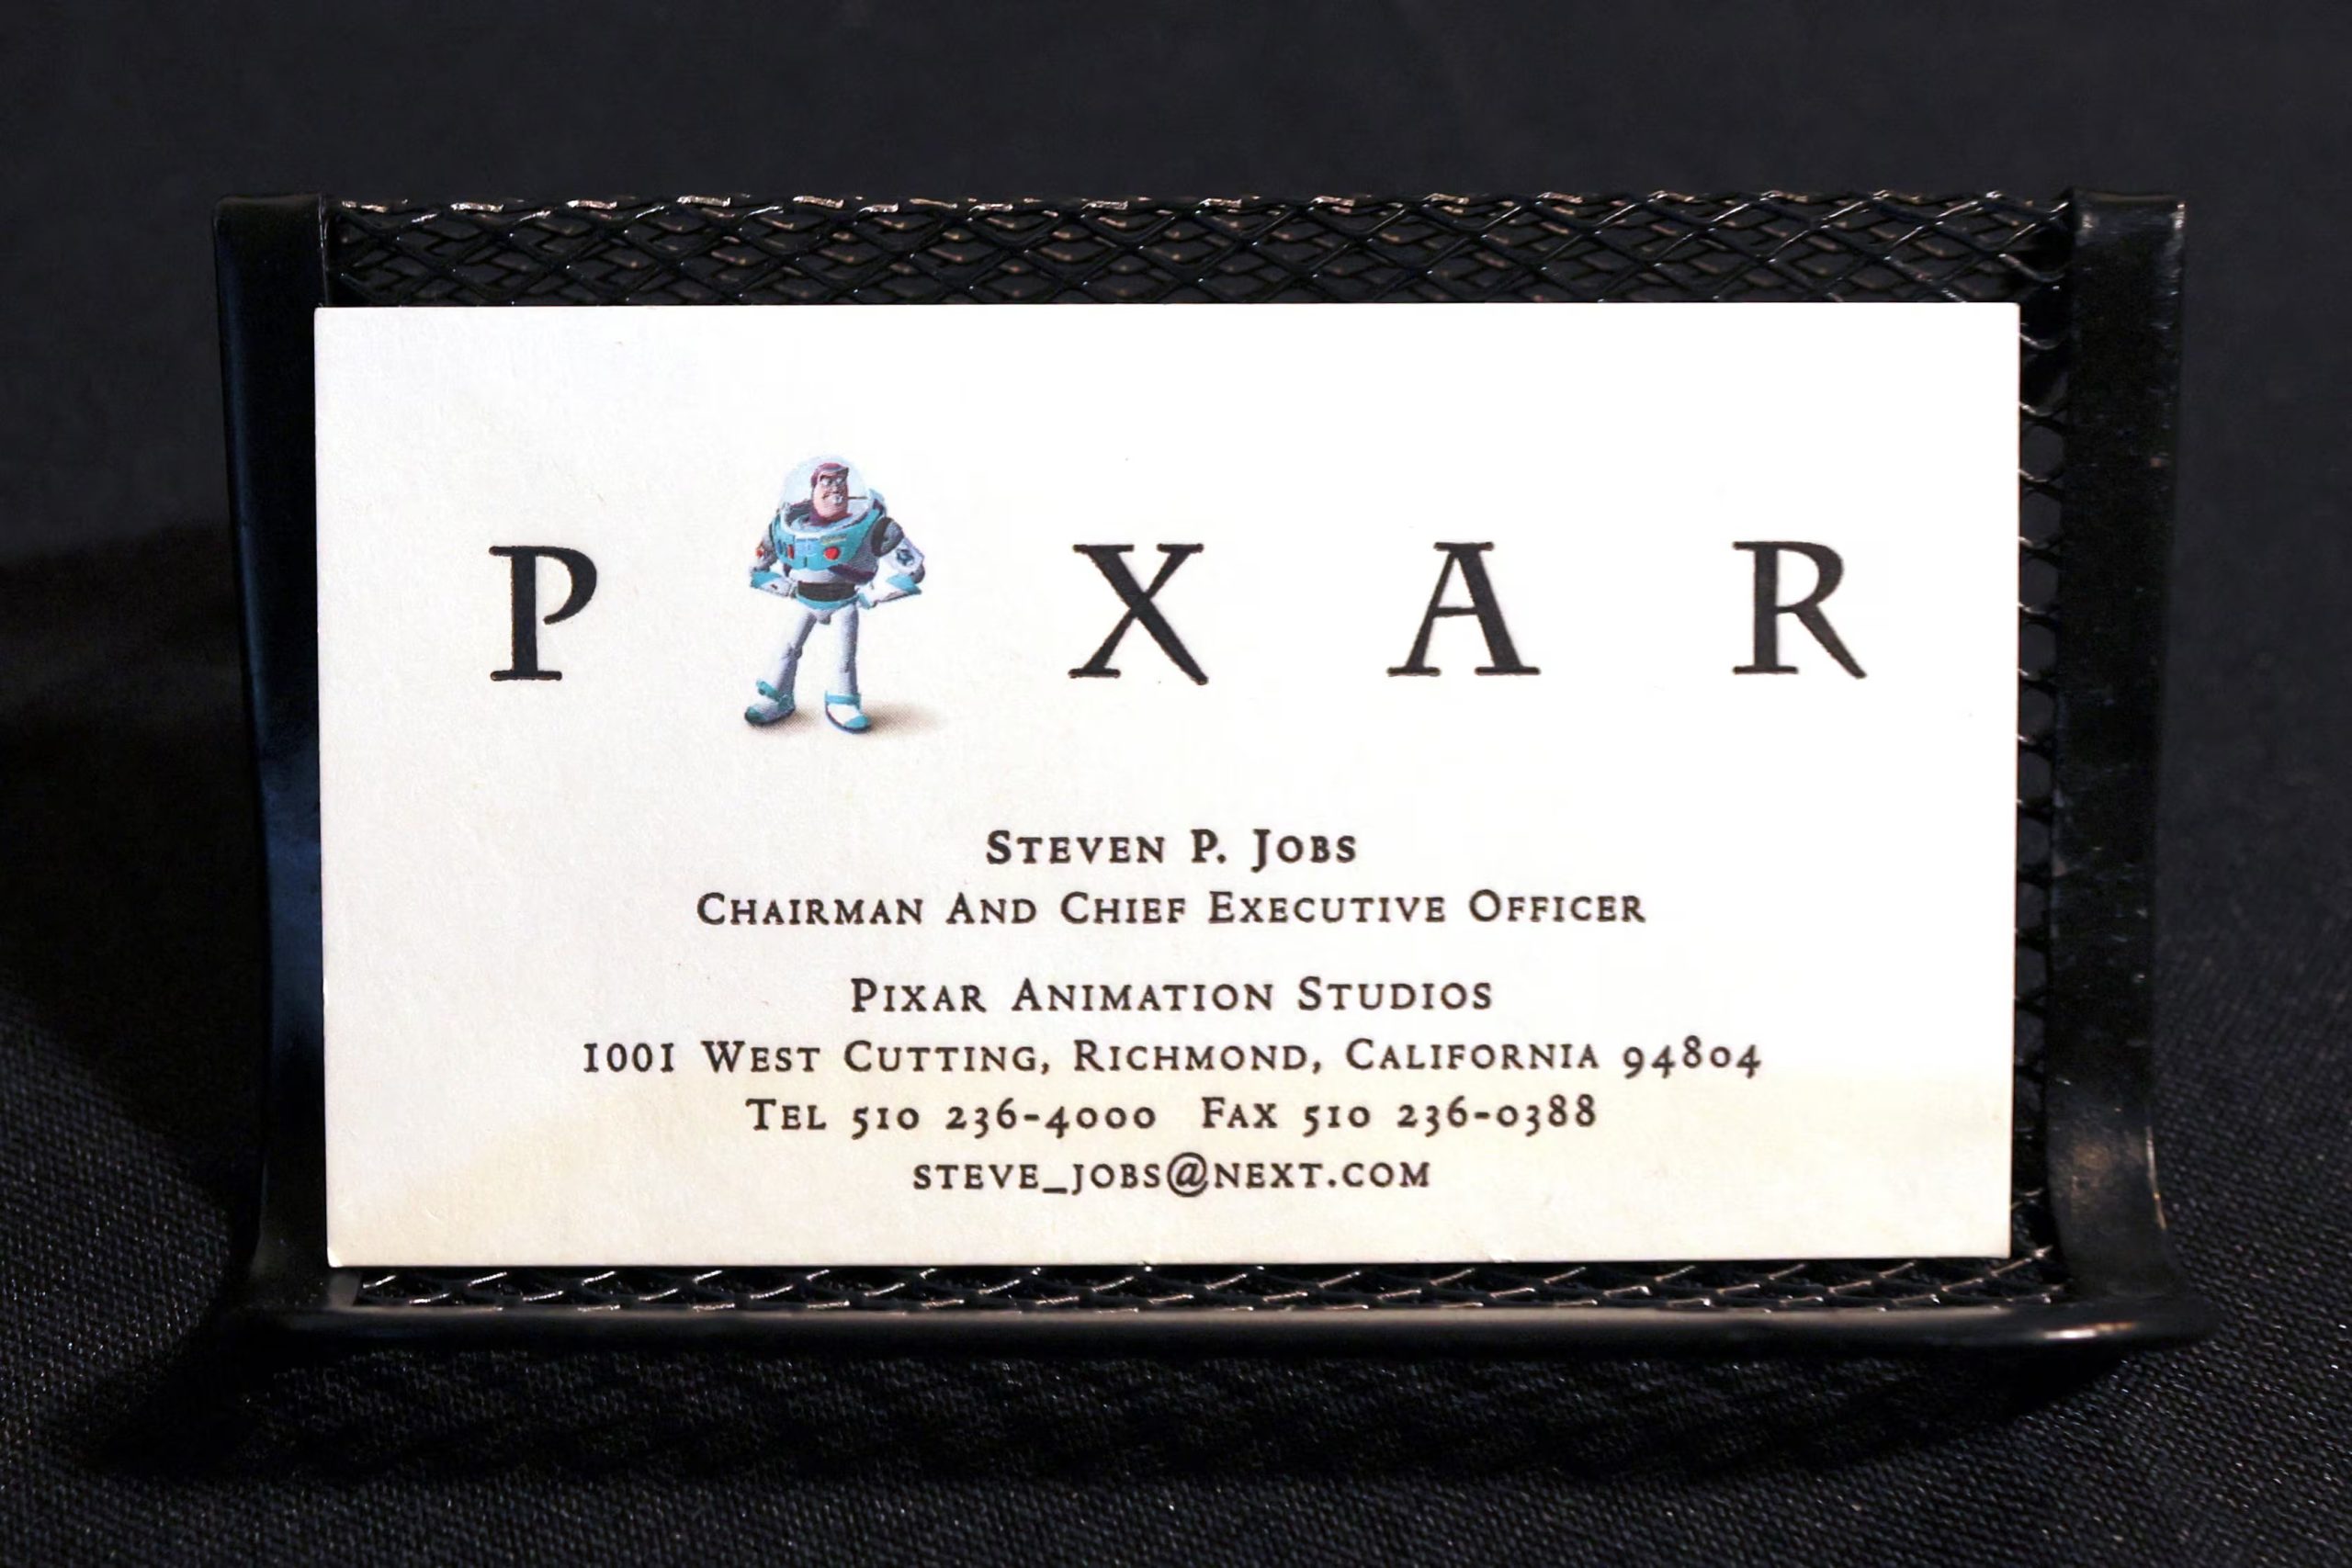 P XAR
Steven P. Jobs
Chairman And Chief Executive Officer
Pixar Animation Studios
1001 West Cutting, Richmond, California 94804
Tel 510 236-4000 Fax 510 236-0388
steve_jobs@next.com